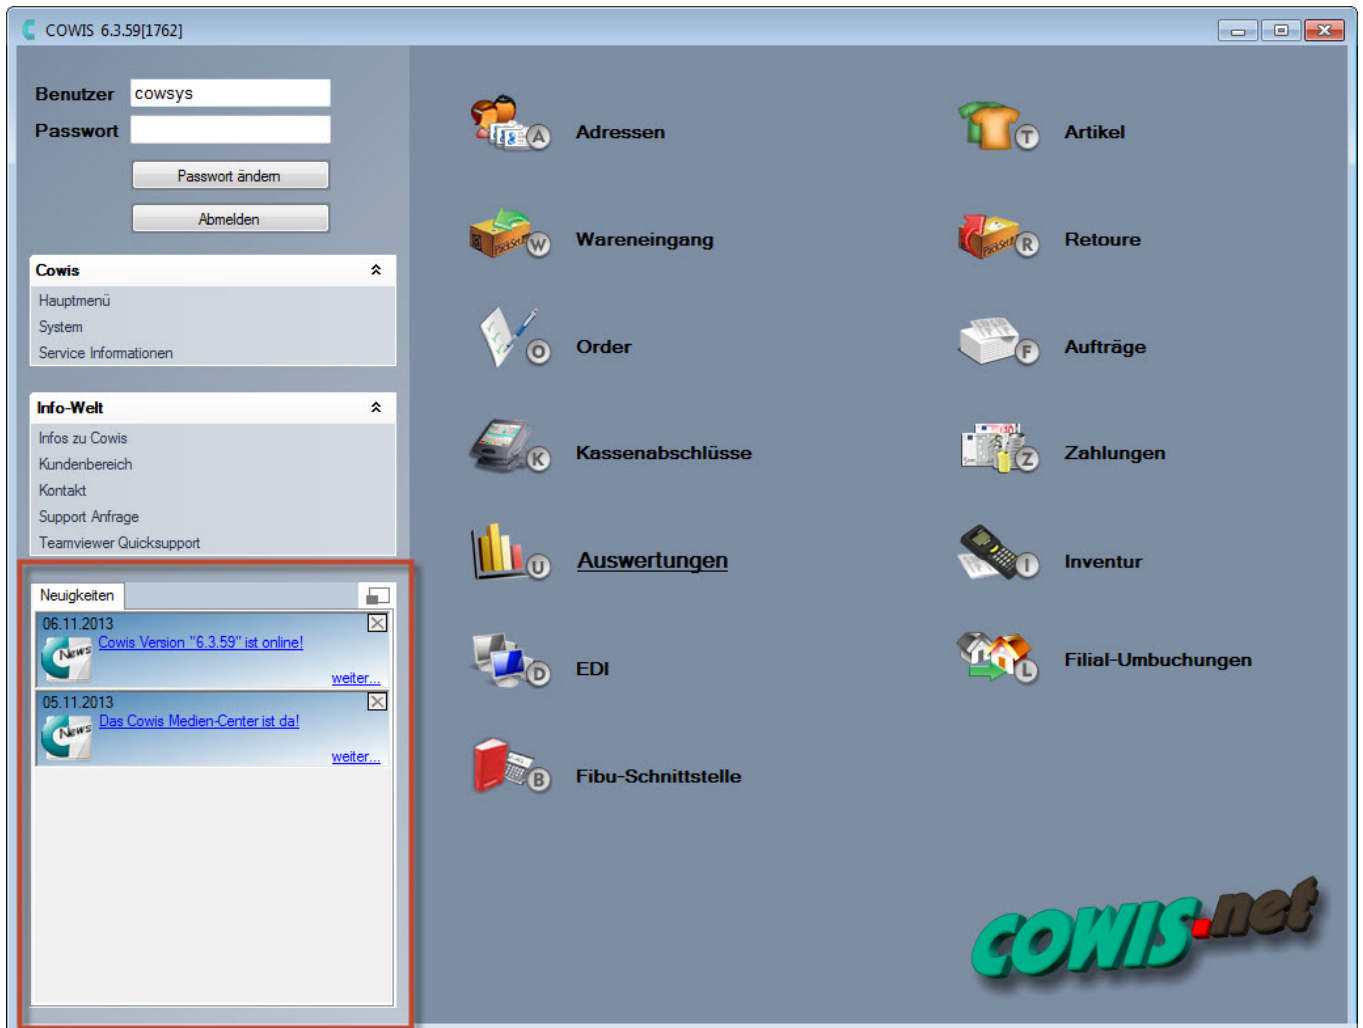 COWIS 6.3.59[1762]
Benutzer cowsys
Passwort
Passwort ändern
Abmelden
Cowis
Hauptmenü
System
Service Informationen
Info-Welt
Infos zu Cowis
Kundenbereich
Kontakt
Support Anfrage
Teamviewer Quicksupport
Neuigkeiten
06.11.2013
News
Cowis Version "6.3.59" ist online!
weiter...
05.11.2013
News
Das Cowis Medien-Center ist da!
weiter...
A Adressen
T Artikel
W Wareneingang
R Retoure
O Order
F Aufträge
K Kassenabschlüsse
Z Zahlungen
U Auswertungen
I Inventur
D EDI
L Filial-Umbuchungen
B Fibu-Schnittstelle
COWIS.net